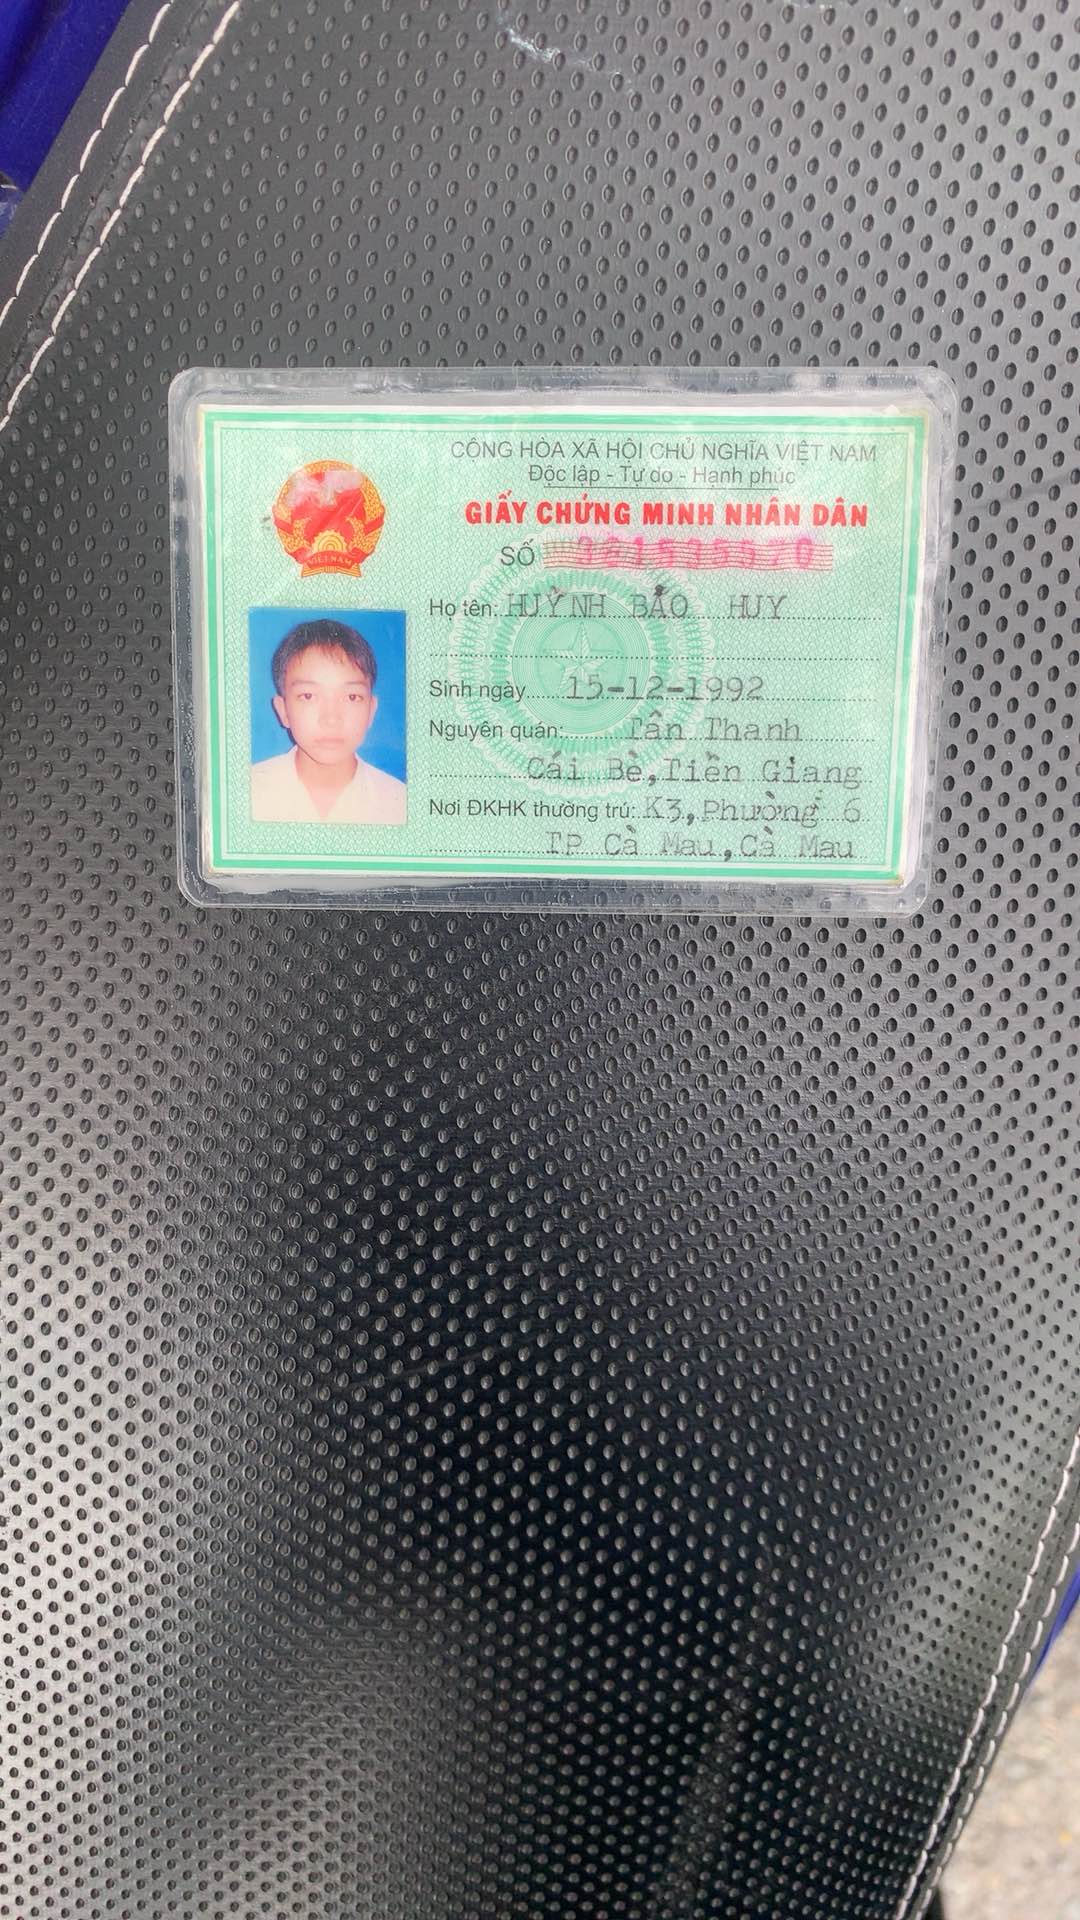 CỘNG HÒA XÃ HỘI CHỦ NGHĨA VIỆT NAM
Độc lập - Tự do - Hạnh phúc
GIẤY CHỨNG MINH NHÂN DÂN
SỐ
Họ tên: HUỲNH BẢO HUY
Sinh ngày 15-12-1992
Nguyên quán: Tân Thanh
Cái Bè, Tiền Giang
Nơi ĐKHK thường trú: K3, Phường 6
TP Cà Mau, Cà Mau
VIỆT NAM